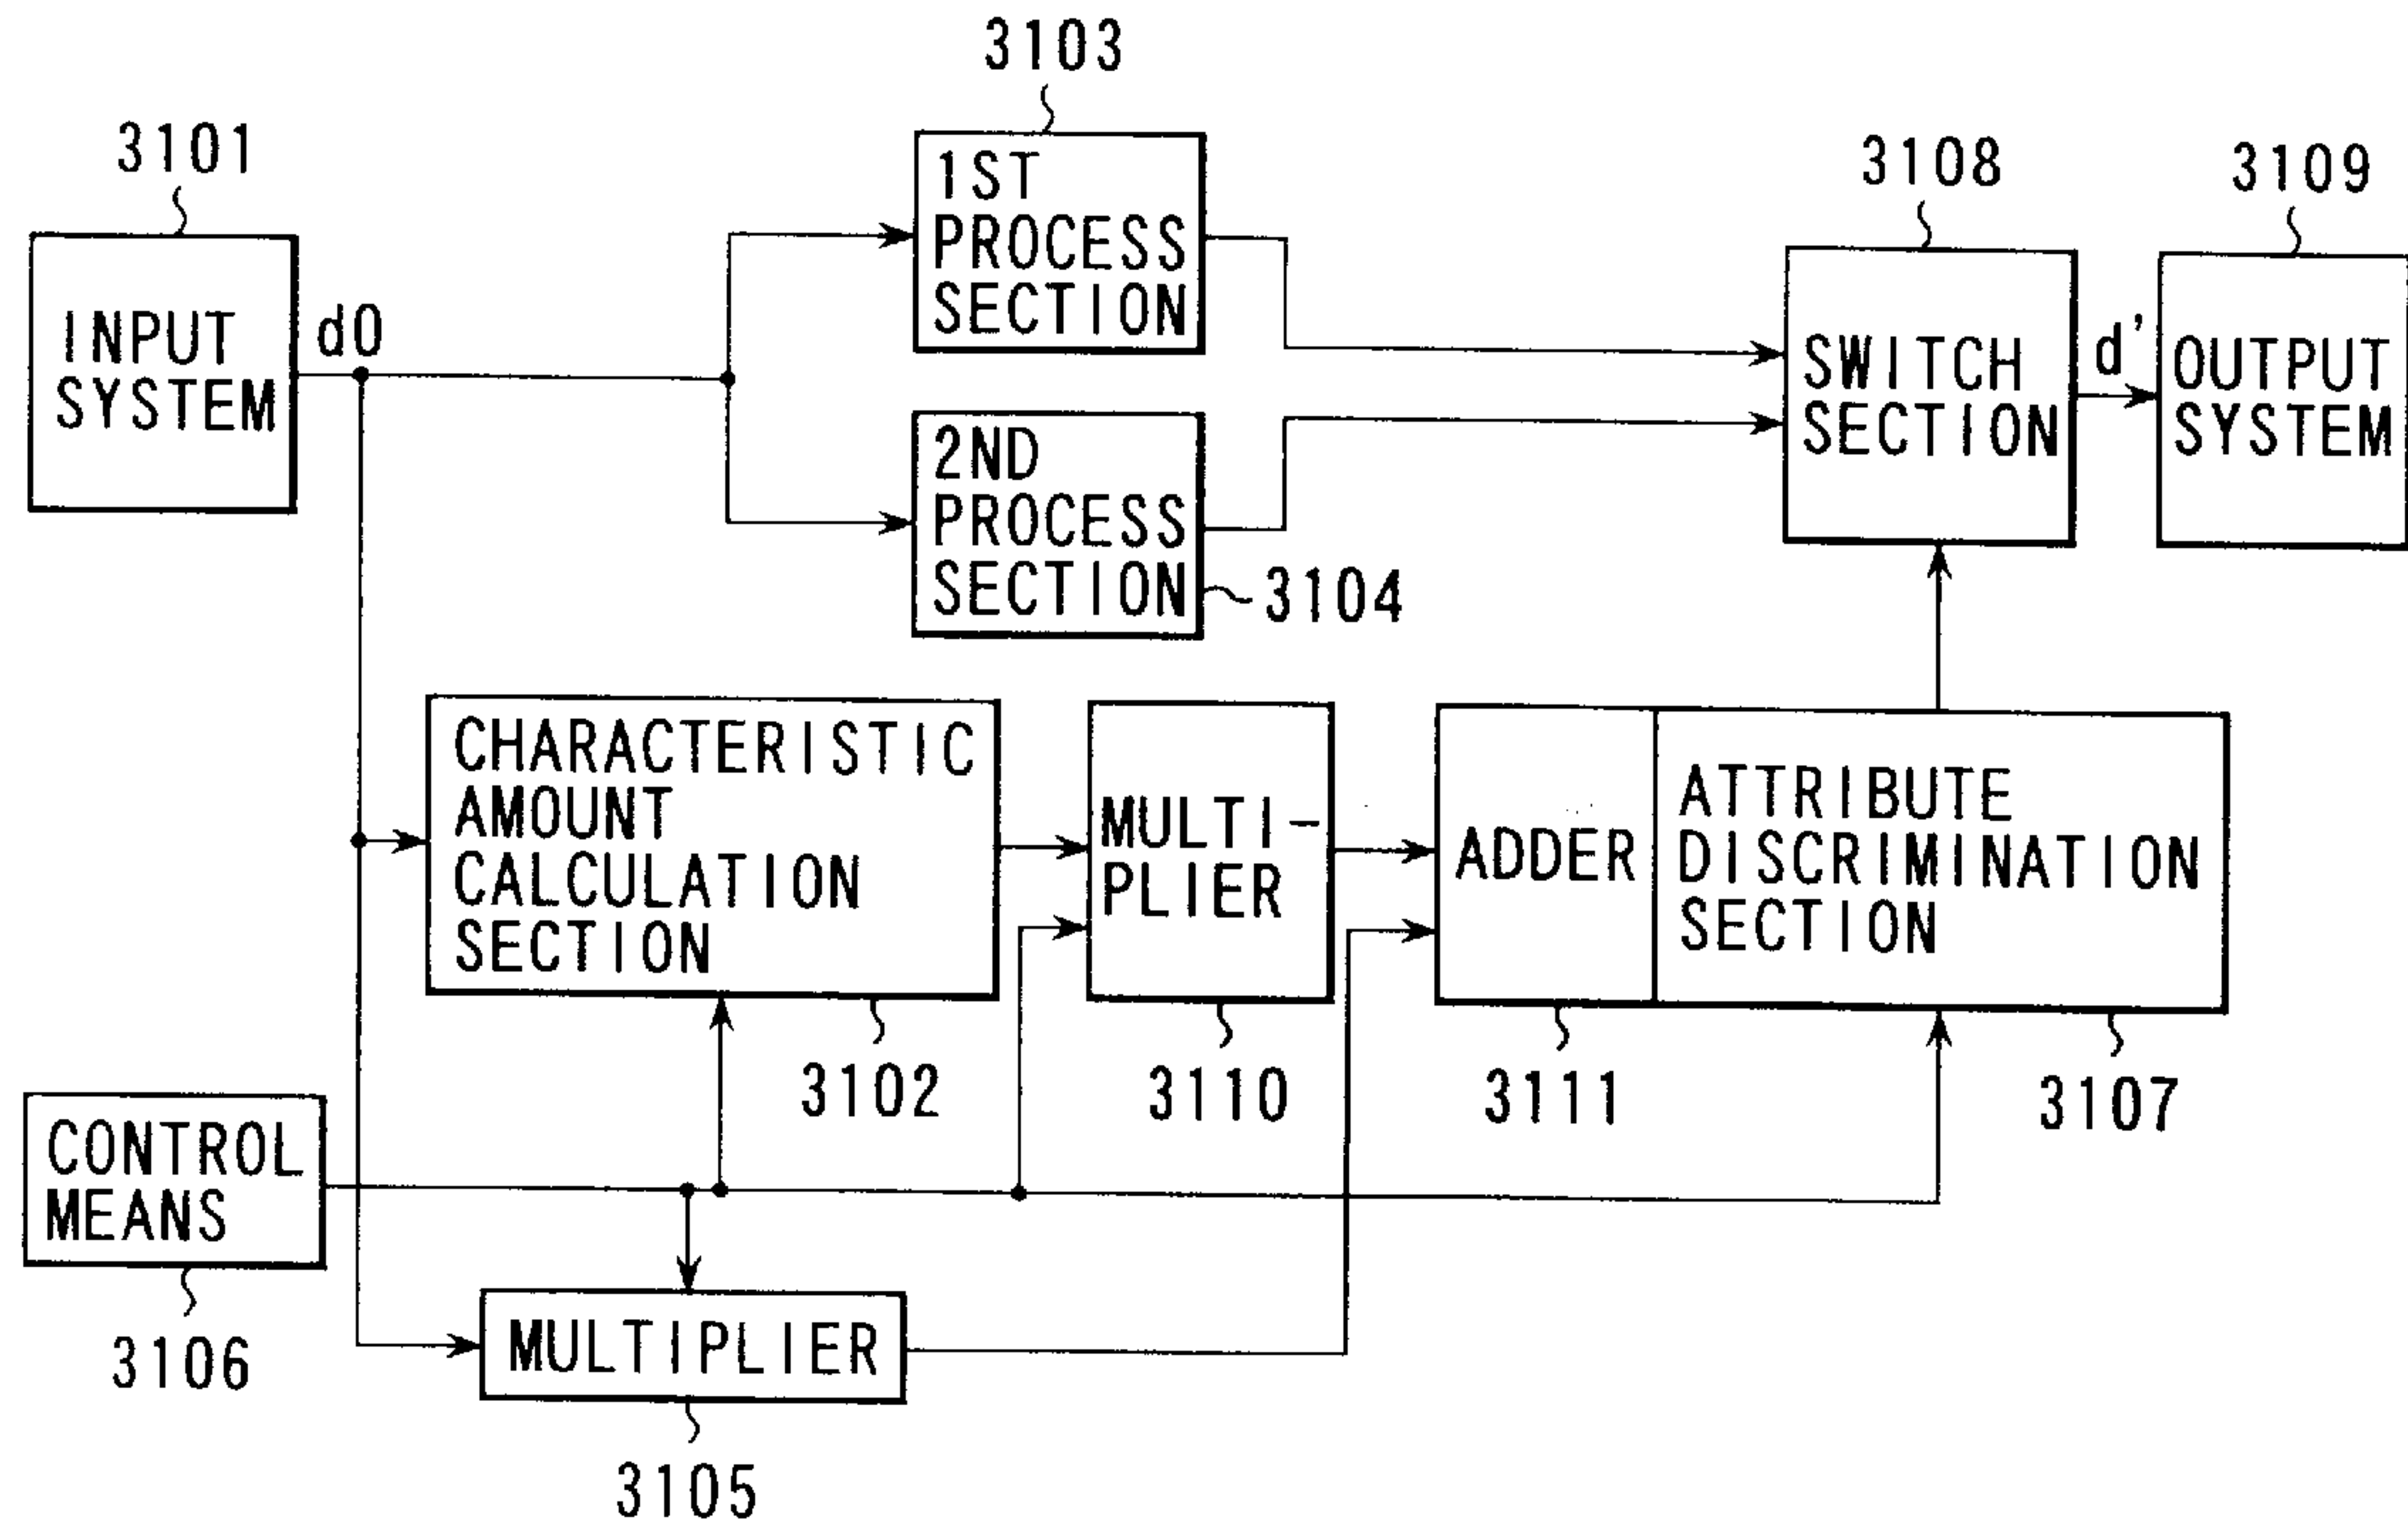 3103
3101
3108
3109
1ST
PROCESS
SECTION
INPUT
SYSTEM
d0
SWITCH
SECTION
d'
OUTPUT
SYSTEM
2ND
PROCESS
SECTION
3104
CHARACTERISTIC
AMOUNT
CALCULATION
SECTION
MULTI-
PLIER
ADDER
ATTRIBUTE
DISCRIMINATION
SECTION
3102
3110
3111
3107
CONTROL
MEANS
3106
MULTIPLIER
3105